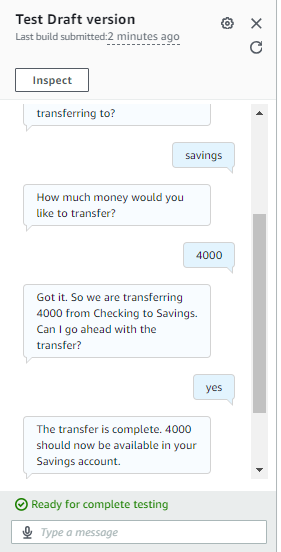 Test Draft version
Last build submitted:2 minutes ago
Inspect
transferring to?
savings
How much money would you
like to transfer?
4000
Got it. So we are transferring
4000 from Checking to Savings.
Can I go ahead with the
transfer?
yes
The transfer is complete. 4000
should now be available in your
Savings account.
Ready for complete testing
Type a message